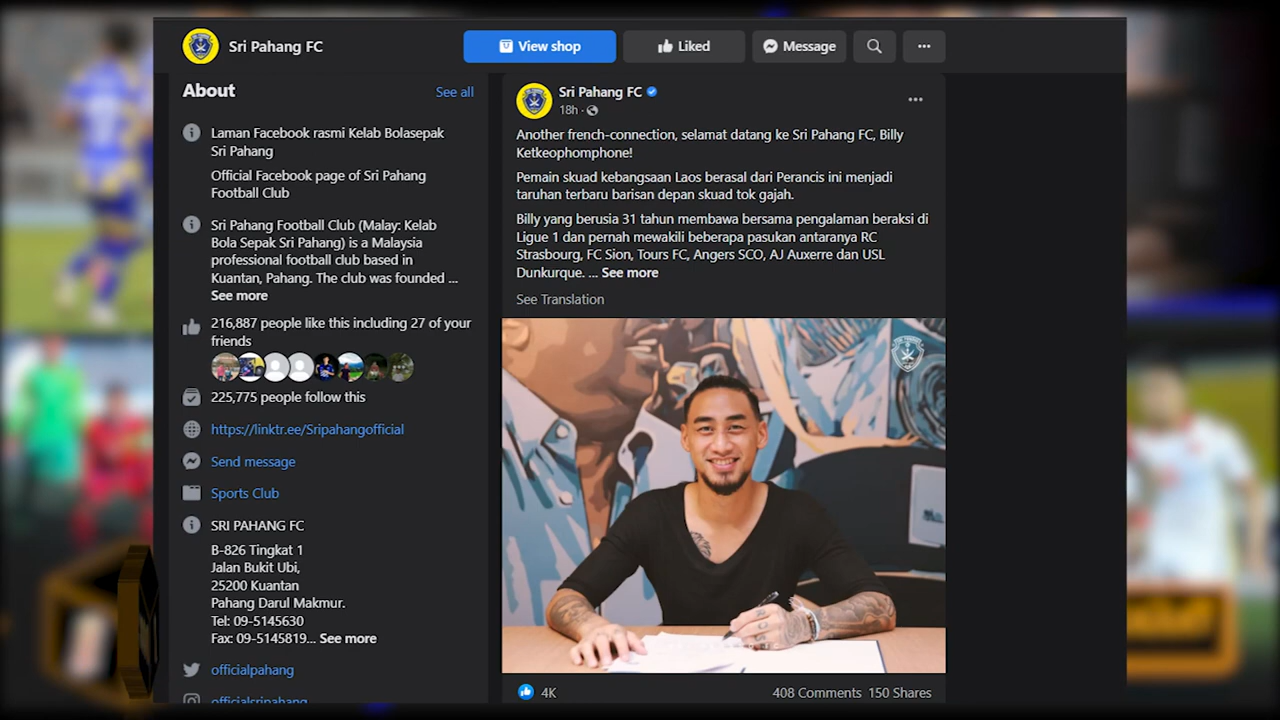 Sri Pahang FC
View shop
Liked
Message
About
See all
Laman Facebook rasmi Kelab Bolasepak
Sri Pahang
Official Facebook page of Sri Pahang
Football Club
Sri Pahang Football Club (Malay: Kelab
Bola Sepak Sri Pahang) is a Malaysia
professional football club based in
Kuantan, Pahang. The club was founded ...
See more
216,887 people like this including 27 of your
friends
225,775 people follow this
https://linktr.ee/Sripahangofficial
Send message
Sports Club
SRI PAHANG FC
B-826 Tingkat 1
Jalan Bukit Ubi,
25200 Kuantan
Pahang Darul Makmur.
Tel: 09-5145630
Fax: 09-5145819... See more
officialpahang
officialsripahang
Sri Pahang FC
18h ·
Another french-connection, selamat datang ke Sri Pahang FC, Billy
Ketkeophomphone!
Pemain skuad kebangsaan Laos berasal dari Perancis ini menjadi
taruhan terbaru barisan depan skuad tok gajah.
Billy yang berusia 31 tahun membawa bersama pengalaman beraksi di
Ligue 1 dan pernah mewakili beberapa pasukan antaranya RC
Strasbourg, FC Sion, Tours FC, Angers SCO, AJ Auxerre dan USL
Dunkurque. ... See more
See Translation
4K
408 Comments 150 Shares